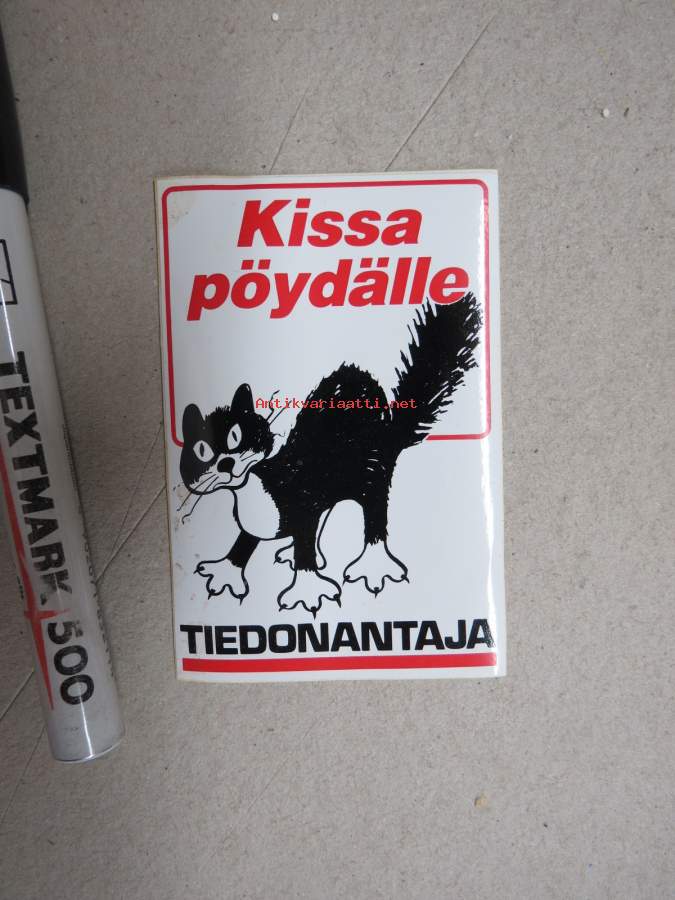 Kissa
pöydälle
Antikvariaatti.net
TIEDONANTAJA
TEXTMARK 500